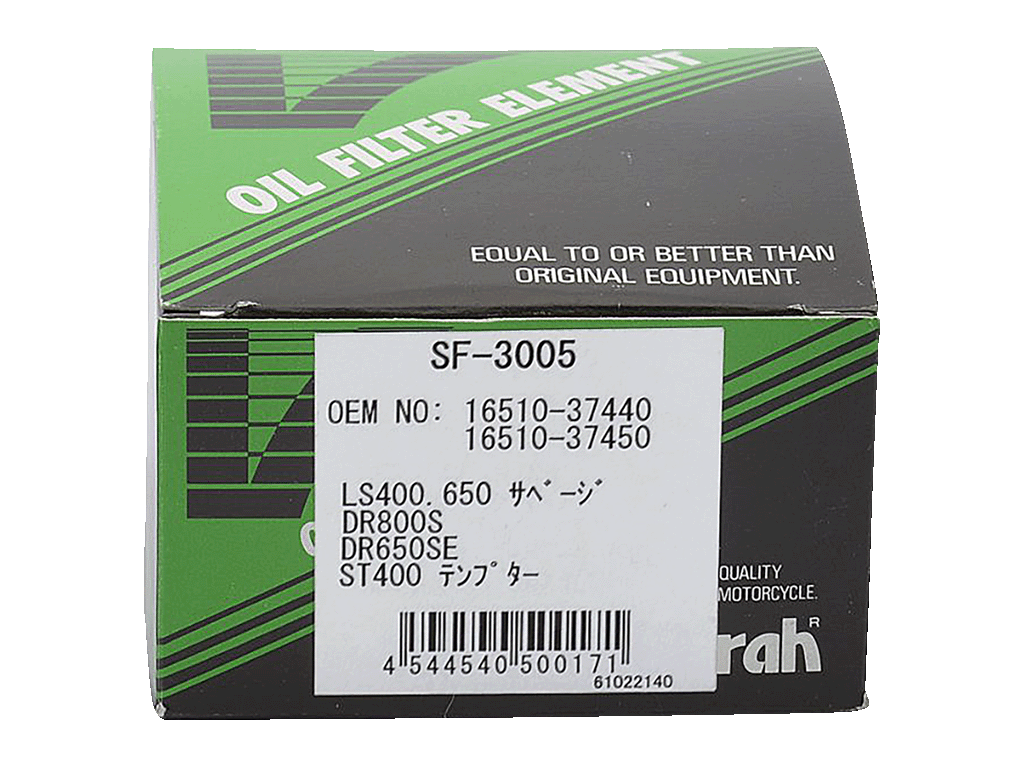 OIL FILTER ELEMENT
EQUAL TO OR BETTER THAN
ORIGINAL EQUIPMENT.
SF-3005
OEM NO: 16510-37440
16510-37450
LS400.650 ｻﾍﾞｰｼﾞ
DR800S
DR650SE
ST400 ﾃﾝﾌﾟﾀｰ
4 544540 500171
61022140
QUALITY
MOTORCYCLE.
rah R